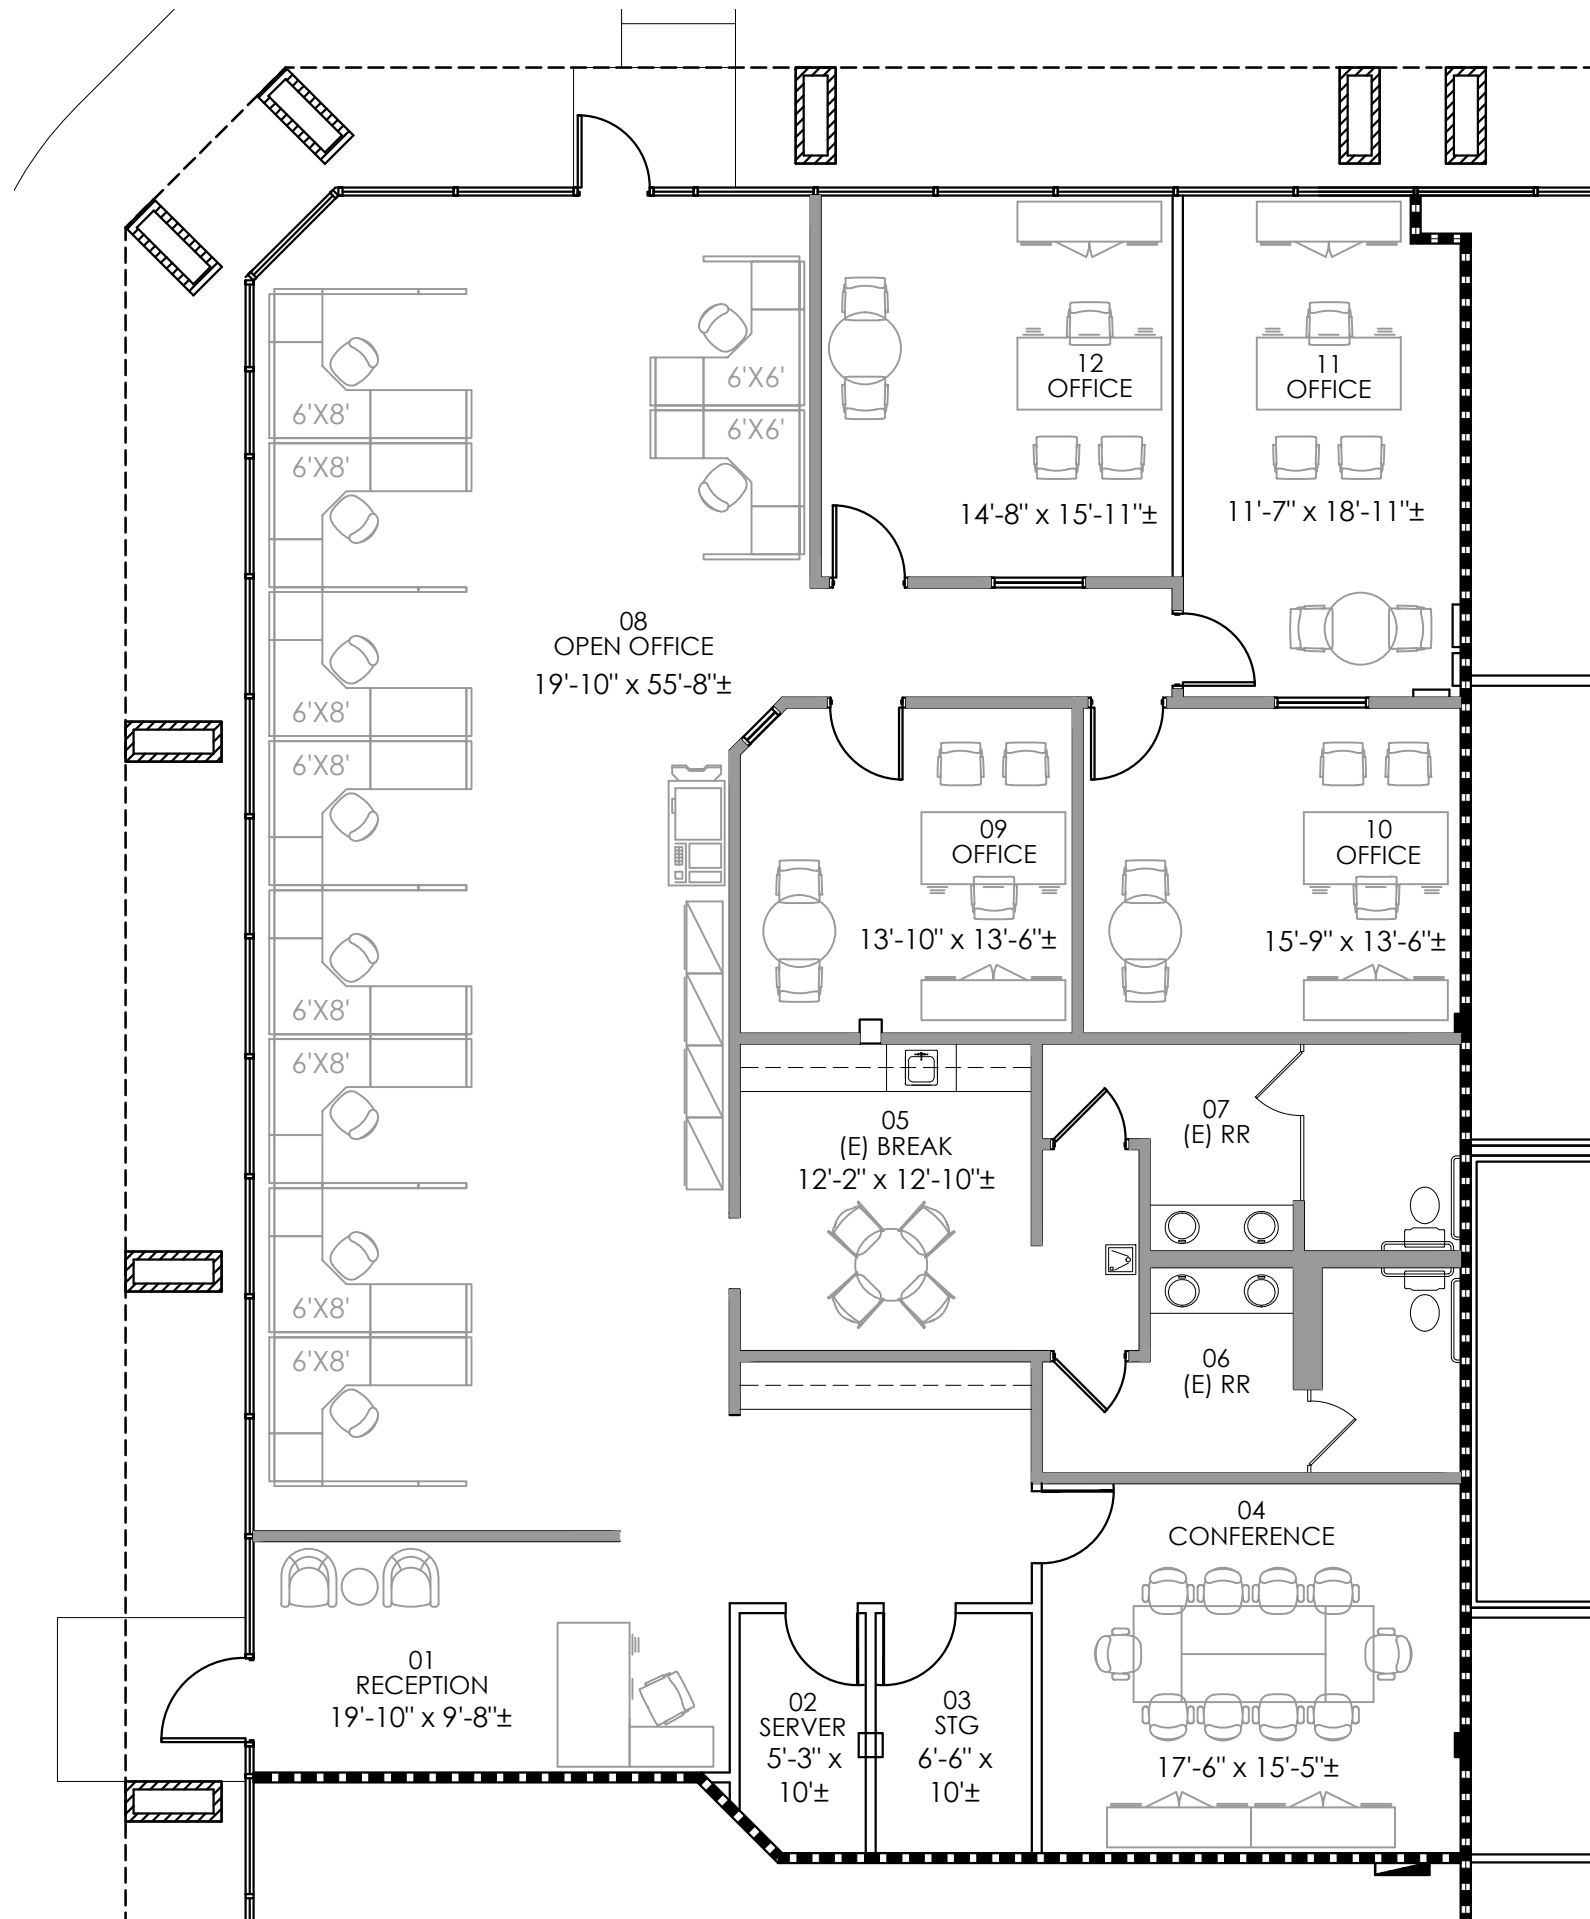 12
OFFICE
14'-8" x 15'-11"±
11
OFFICE
11'-7" x 18'-11"±
6'X6'
6'X6'
6'X8'
6'X8'
6'X8'
6'X8'
6'X8'
6'X8'
6'X8'
6'X8'
08
OPEN OFFICE
19'-10" x 55'-8"±
09
OFFICE
13'-10" x 13'-6"±
10
OFFICE
15'-9" x 13'-6"±
05
(E) BREAK
12'-2" x 12'-10"±
07
(E) RR
06
(E) RR
04
CONFERENCE
17'-6" x 15'-5"±
01
RECEPTION
19'-10" x 9'-8"±
02
SERVER
5'-3" x
10'±
03
STG
6'-6" x
10'±